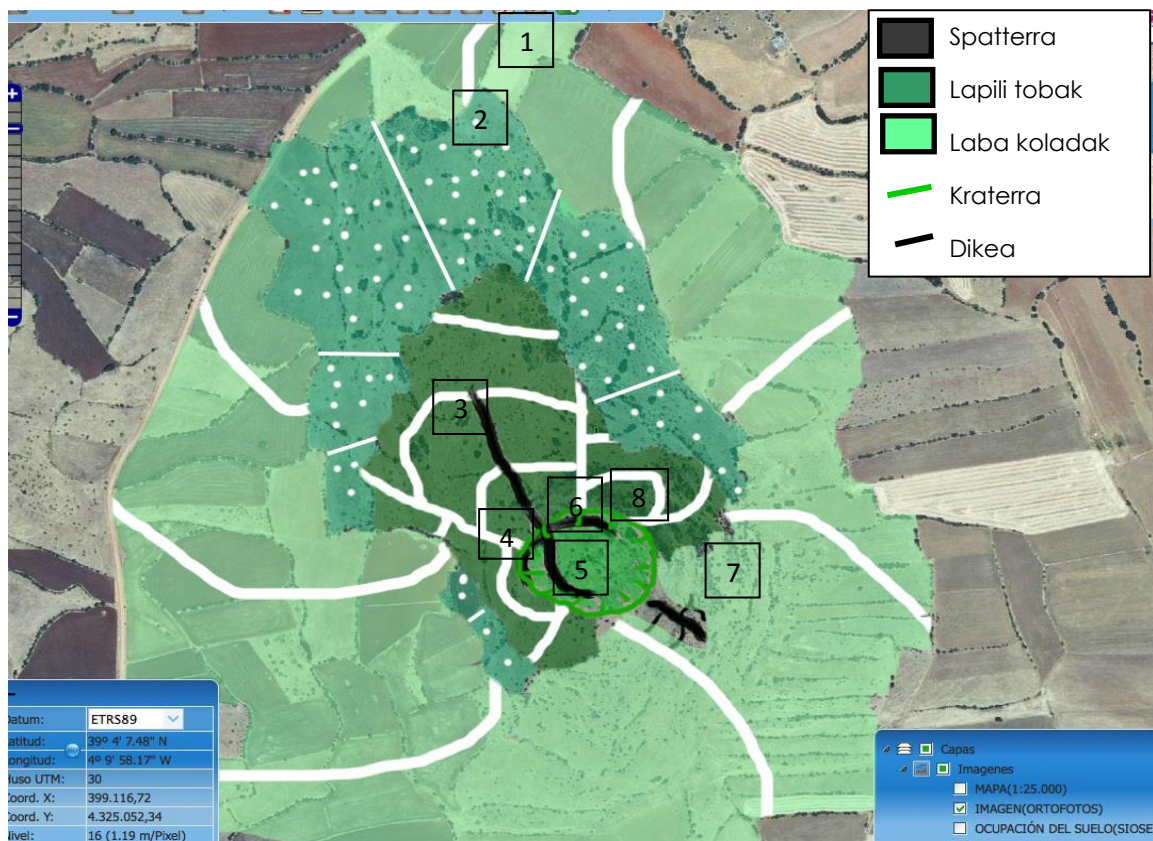 1
2
3
4
5
6
7
8
Spatterra
Lapili tobak
Laba koladak
Kraterra
Dikea
Datum: ETRS89
atitud: 39º 4' 7.48" N
ongitud: 4º 9' 58.17" W
Huso UTM: 30
Coord. X: 399.116,72
Coord. Y: 4.325.052,34
Nivel: 16 (1.19 m/Pixel)
Capas
Imagenes
MAPA(1:25.000)
IMAGEN(ORTOFOTOS)
OCUPACIÓN DEL SUELO(SIOSE